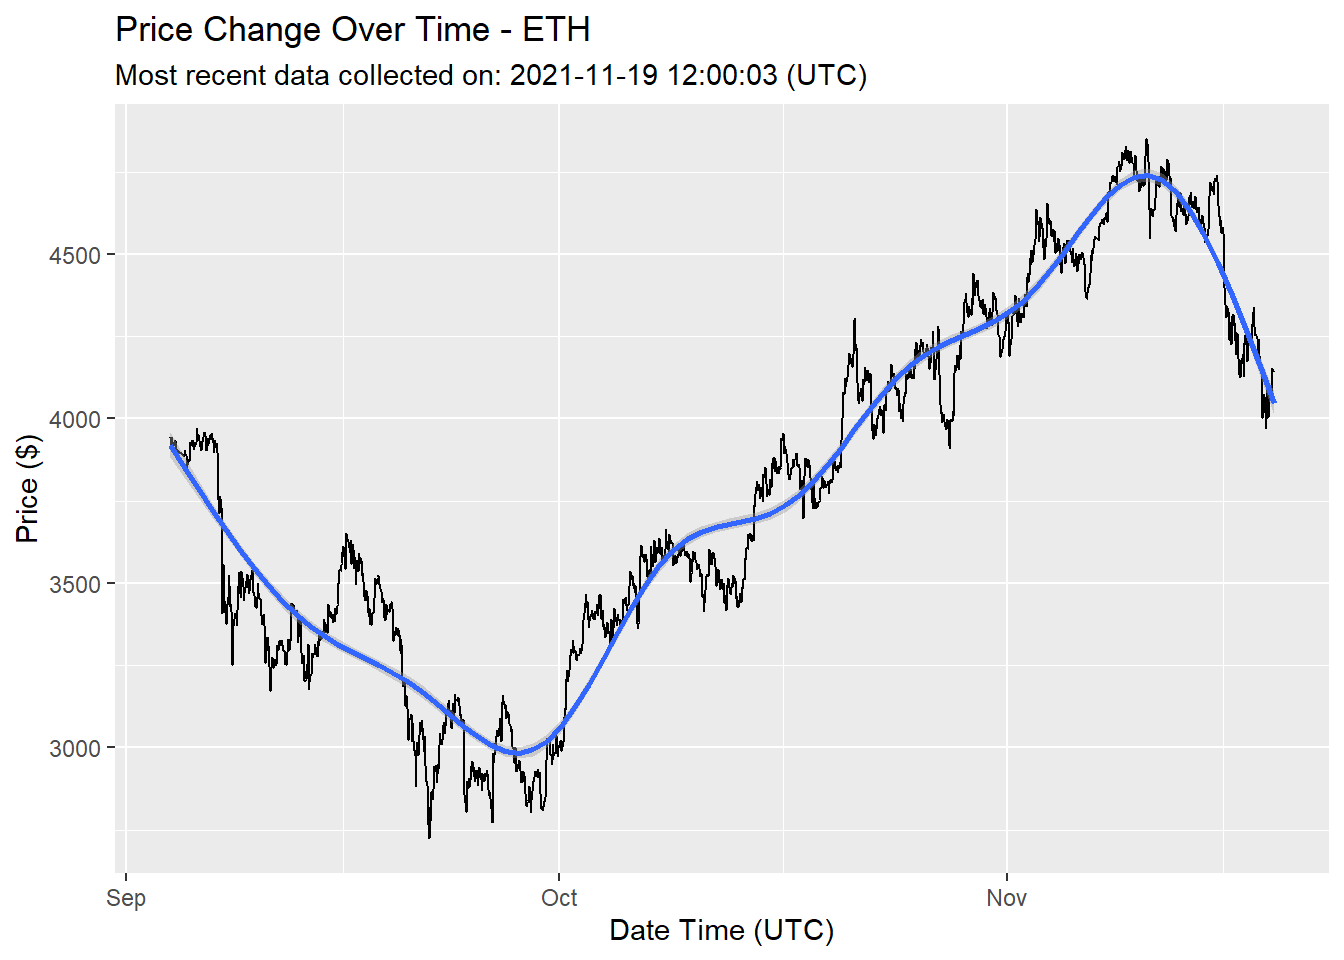 Price Change Over Time - ETH
Most recent data collected on: 2021-11-19 12:00:03 (UTC)
Price ($)
4500
4000
3500
3000
Sep
Oct
Nov
Date Time (UTC)